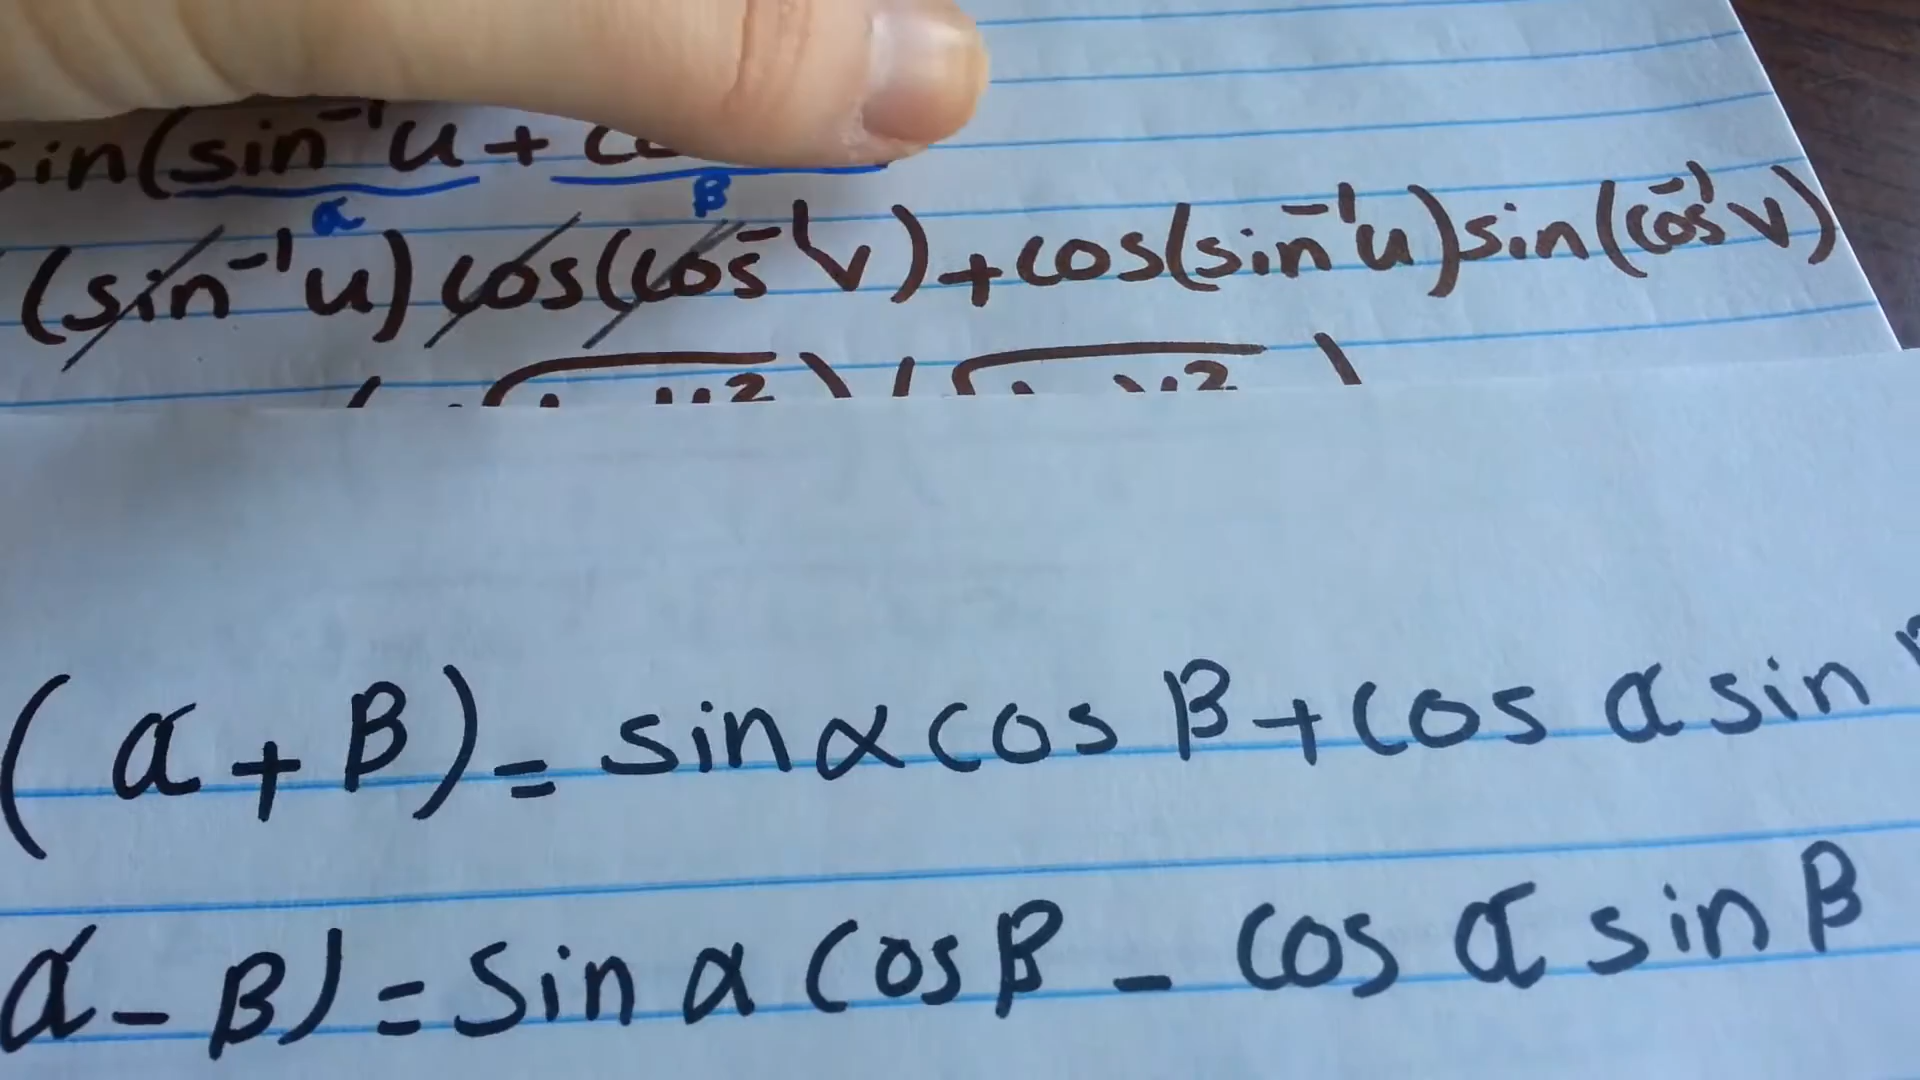 sin(sin⁻¹u + co
α β
(sin⁻¹u) cos(cos⁻¹v) + cos(sin⁻¹u) sin(cos⁻¹v)
(α + β) = sin α cos β + cos α sin
α - β) = sin α cos β - cos α sin β